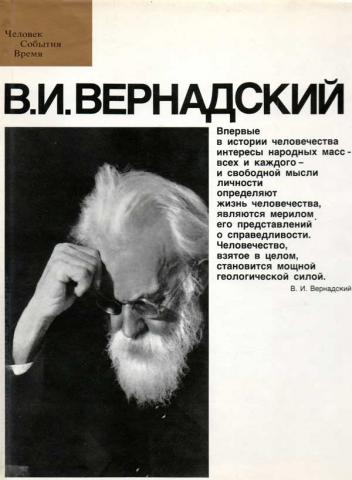 Человек
События
Время
В.И.ВЕРНАДСКИЙ
Впервые
в истории человечества
интересы народных масс -
всех и каждого –
и свободной мысли
личности
определяют
жизнь человечества,
являются мерилом
его представлений
о справедливости.
Человечество,
взятое в целом,
становится мощной
геологической силой.
В. И. Вернадский